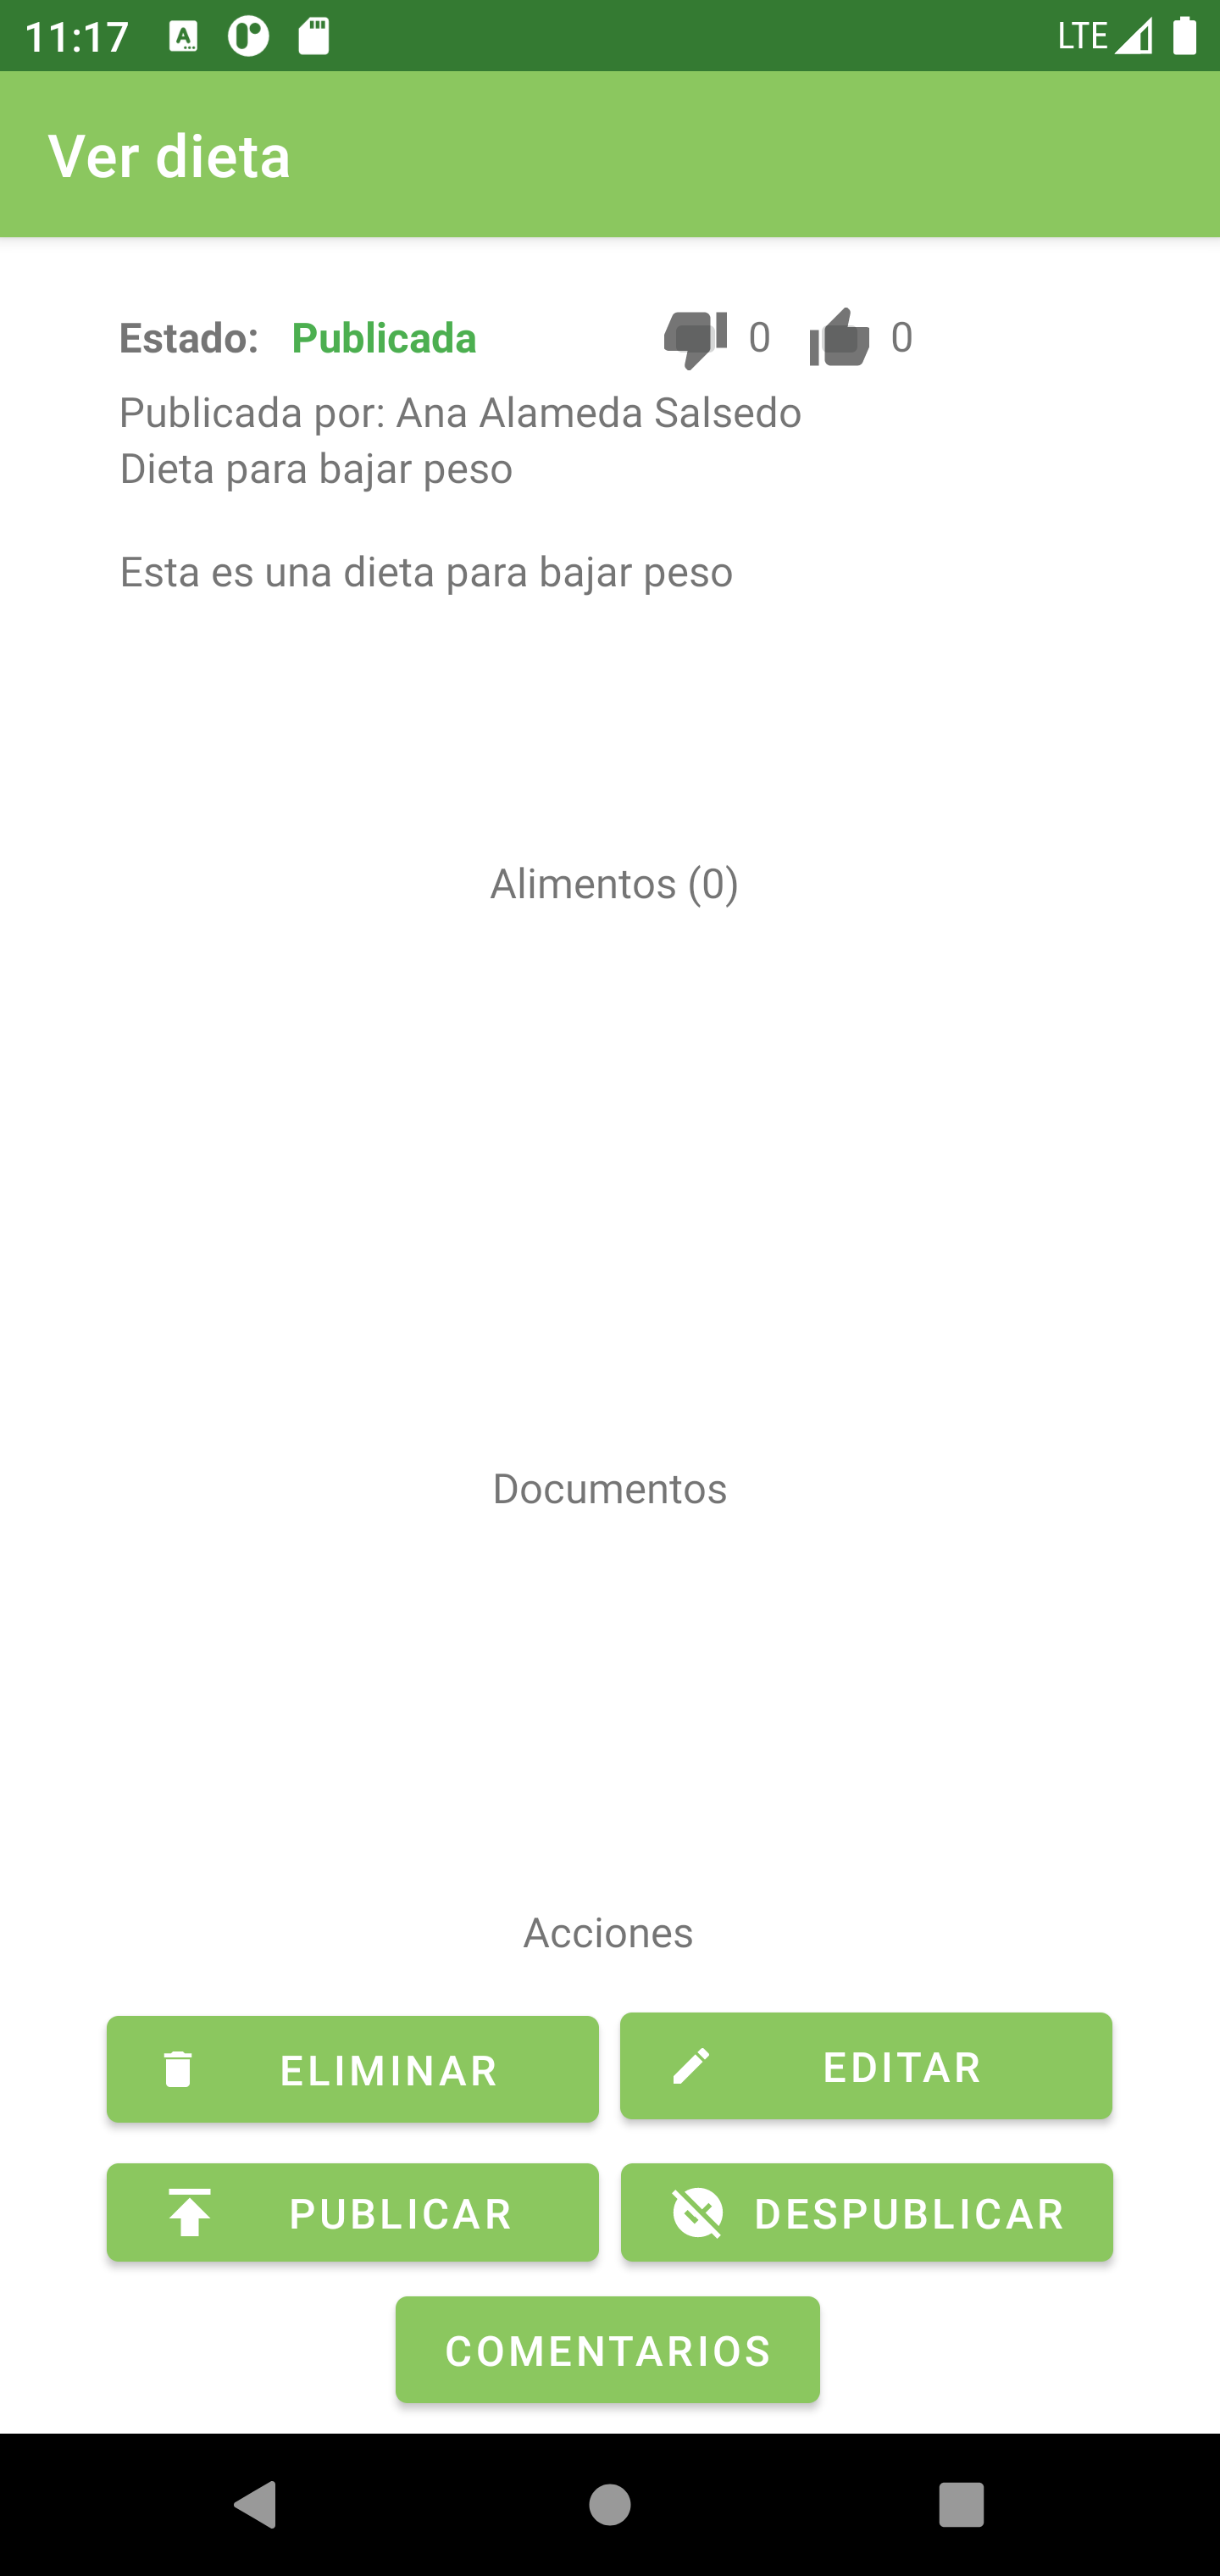 11:17 LTE
Ver dieta
Estado: Publicada 0 0
Publicada por: Ana Alameda Salsedo
Dieta para bajar peso
Esta es una dieta para bajar peso
Alimentos (0)
Documentos
Acciones
ELIMINAR EDITAR
PUBLICAR DESPUBLICAR
COMENTARIOS